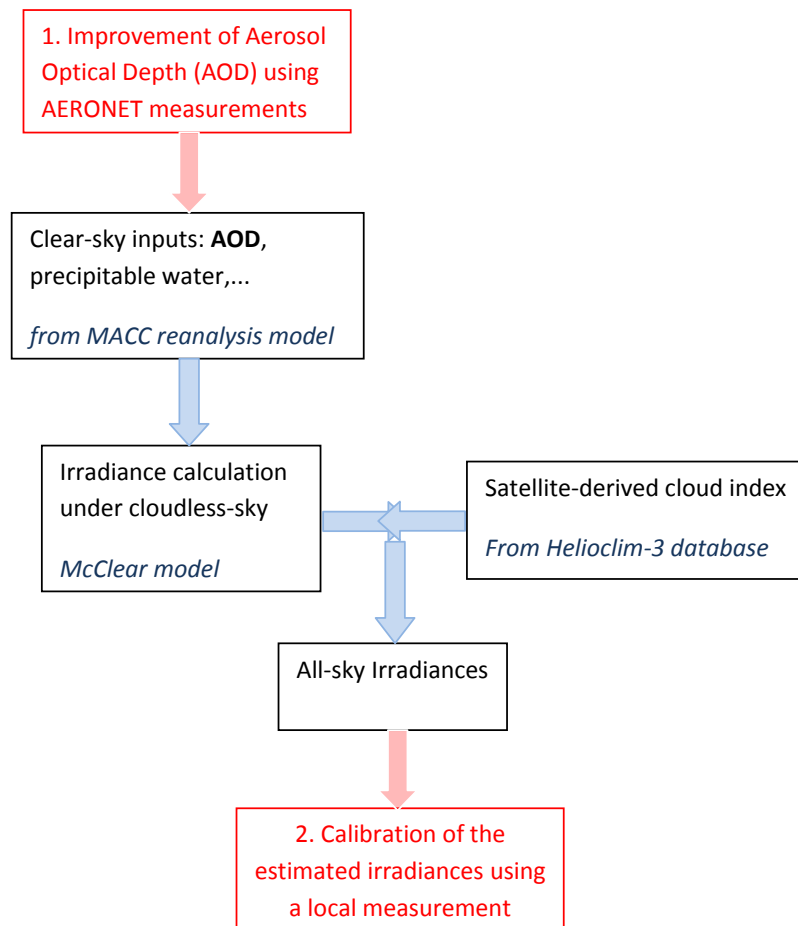 1. Improvement of Aerosol
Optical Depth (AOD) using
AERONET measurements
Clear-sky inputs: AOD,
precipitable water,...
from MACC reanalysis model
Irradiance calculation
under cloudless-sky
McClear model
Satellite-derived cloud index
From Helioclim-3 database
All-sky Irradiances
2. Calibration of the
estimated irradiances using
a local measurement